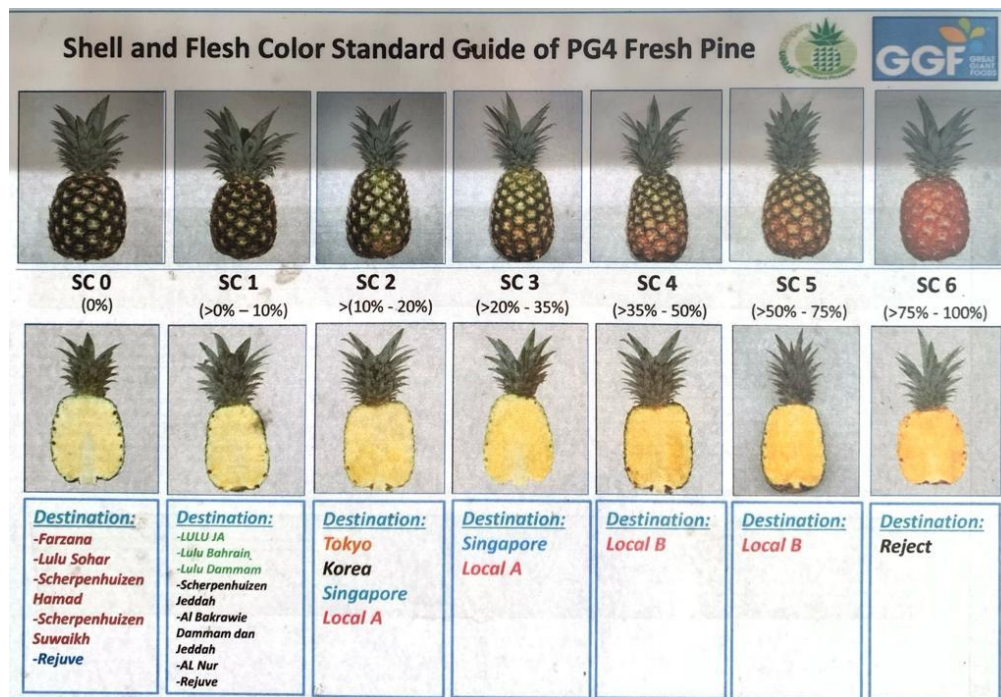 Shell and Flesh Color Standard Guide of PG4 Fresh Pine
GGF GREAT GIANT FOODS
SC 0
(0%)
SC 1
(>0% – 10%)
SC 2
>(10% - 20%)
SC 3
(>20% - 35%)
SC 4
(>35% - 50%)
SC 5
(>50% - 75%)
SC 6
(>75% - 100%)
Destination:
-Farzana
-Lulu Sohar
-Scherpenhuizen
Hamad
-Scherpenhuizen
Suwaikh
-Rejuve
Destination:
-LULU JA
-Lulu Bahrain
-Lulu Dammam
-Scherpenhuizen
Jeddah
-Al Bakrawie
Dammam dan
Jeddah
-AL Nur
-Rejuve
Destination:
Tokyo
Korea
Singapore
Local A
Destination:
Singapore
Local A
Destination:
Local B
Destination:
Local B
Destination:
Reject